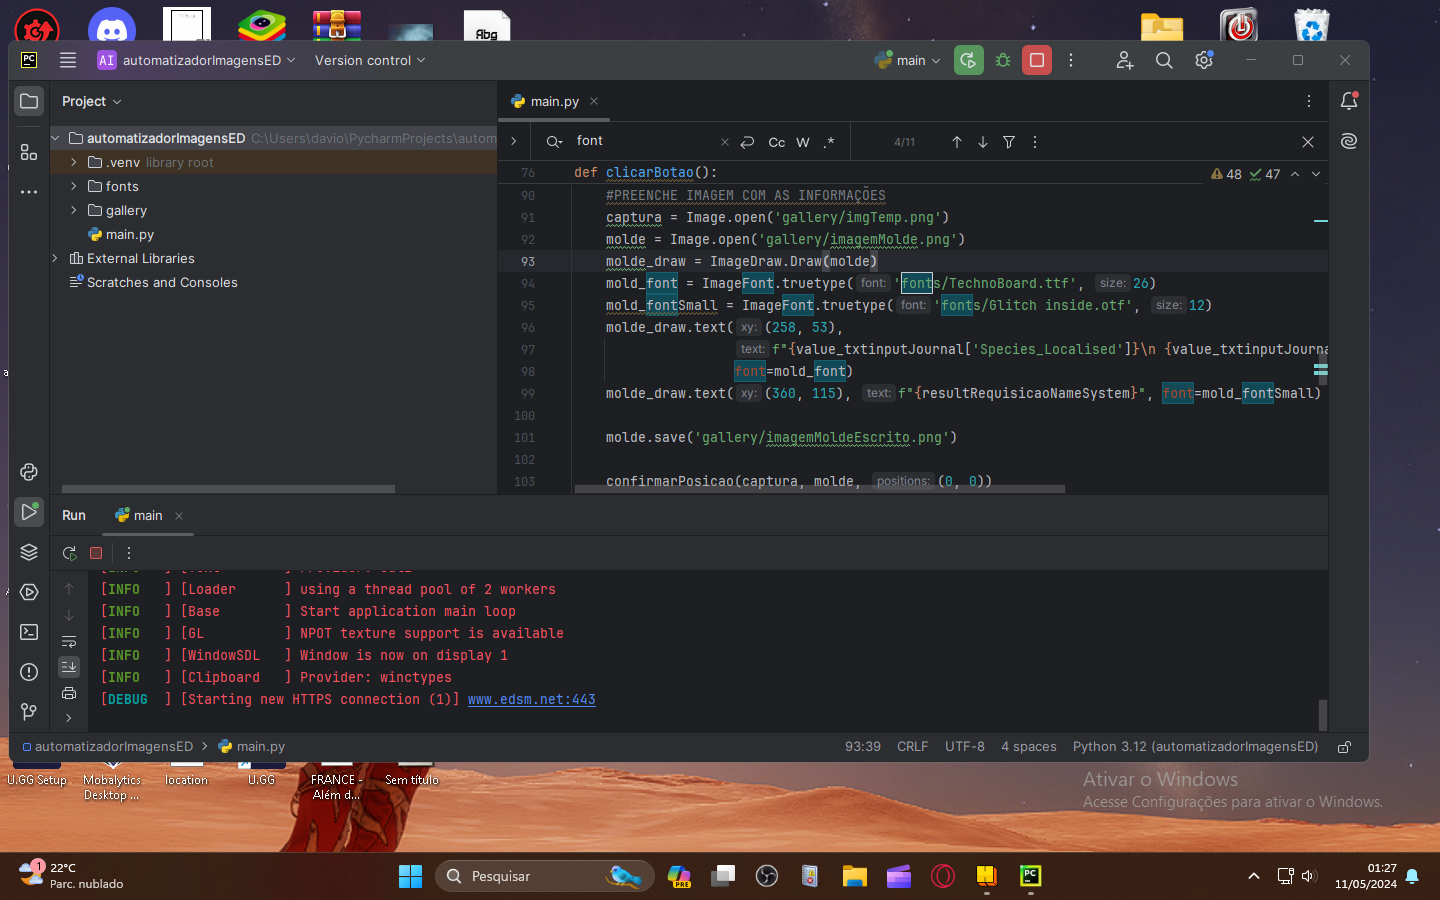 Abg
PC
AI automatizadorImagensED
Version control
main
Project
main.py
automatizadorImagensED C:\Users\davio\PycharmProjects\autom
.venv library root
fonts
gallery
main.py
External Libraries
Scratches and Consoles
font
Cc W .*
4/11
76 def clicarBotao():
48 47
90 #PREENCHE IMAGEM COM AS INFORMAÇÕES
91 captura = Image.open('gallery/imgTemp.png')
92 molde = Image.open('gallery/imagemMolde.png')
93 molde_draw = ImageDraw.Draw(molde)
94 mold_font = ImageFont.truetype( font: 'fonts/TechnoBoard.ttf', size: 26)
95 mold_fontSmall = ImageFont.truetype( font: 'fonts/Glitch inside.otf', size: 12)
96 molde_draw.text( xy: (258, 53),
97 text: f"{value_txtinputJournal['Species_Localised']}\n {value_txtinputJourna
98 font=mold_font)
99 molde_draw.text( xy: (360, 115), text: f"{resultRequisicaoNameSystem}", font=mold_fontSmall)
100
101 molde.save('gallery/imagemMoldeEscrito.png')
102
103 confirmarPosicao(captura, molde, positions: (0, 0))
Run main
[INFO ] [Loader ] using a thread pool of 2 workers
[INFO ] [Base ] Start application main loop
[INFO ] [GL ] NPOT texture support is available
[INFO ] [WindowSDL ] Window is now on display 1
[INFO ] [Clipboard ] Provider: winctypes
[DEBUG ] [Starting new HTTPS connection (1)] www.edsm.net:443
automatizadorImagensED > main.py
93:39 CRLF UTF-8 4 spaces Python 3.12 (automatizadorImagensED)
U.GG Setup
Mobalytics
Desktop ...
location
U.GG
FRANCE -
Além d...
Sem título
Ativar o Windows
Acesse Configurações para ativar o Windows.
1
22°C
Parc. nublado
Pesquisar
PRE
PC
01:27
11/05/2024